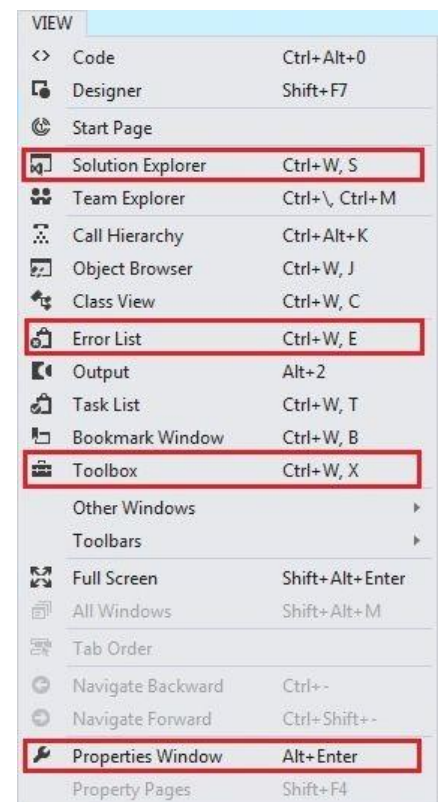 VIEW
Code Ctrl+Alt+0
Designer Shift+F7
Start Page
Solution Explorer Ctrl+W, S
Team Explorer Ctrl+\, Ctrl+M
Call Hierarchy Ctrl+Alt+K
Object Browser Ctrl+W, J
Class View Ctrl+W, C
Error List Ctrl+W, E
Output Alt+2
Task List Ctrl+W, T
Bookmark Window Ctrl+W, B
Toolbox Ctrl+W, X
Other Windows
Toolbars
Full Screen Shift+Alt+Enter
All Windows Shift+Alt+M
Tab Order
Navigate Backward Ctrl+-
Navigate Forward Ctrl+Shift+-
Properties Window Alt+Enter
Property Pages Shift+F4